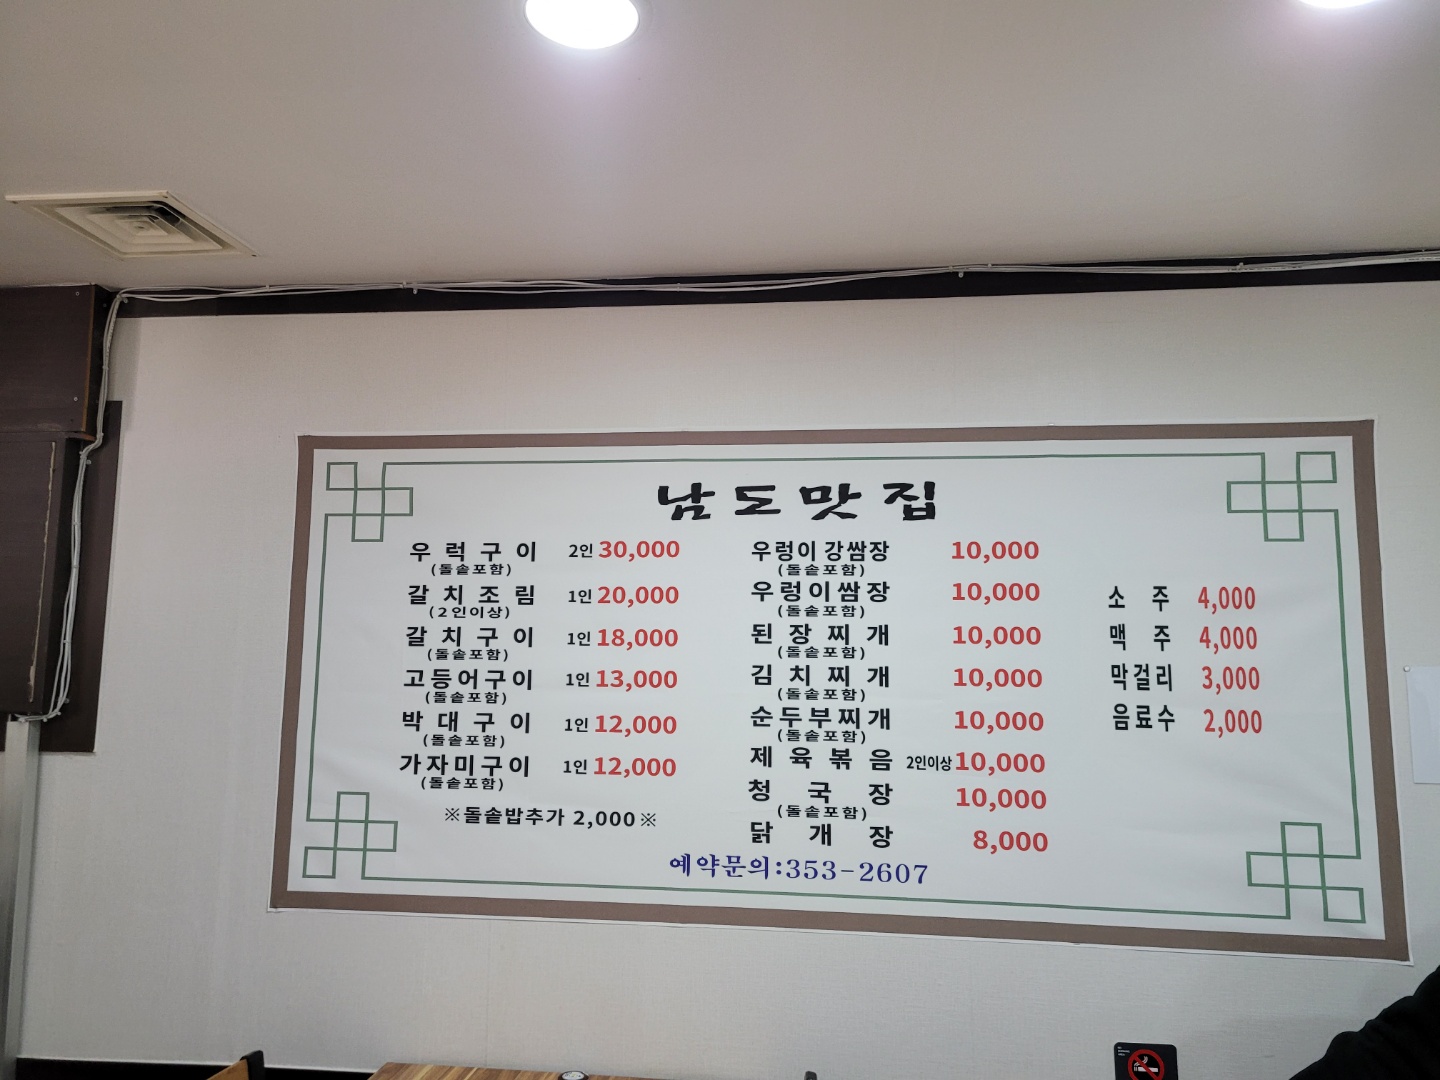 남도맛집
우럭구이 2인 30,000
(돌솥포함)
갈치조림 1인 20,000
(2인이상)
갈치구이 1인 18,000
(돌솥포함)
고등어구이 1인 13,000
(돌솥포함)
박대구이 1인 12,000
(돌솥포함)
가자미구이 1인 12,000
(돌솥포함)
※돌솥밥추가 2,000※
우렁이 강쌈장 10,000
(돌솥포함)
우렁이쌈장 10,000
(돌솥포함)
된장찌개 10,000
(돌솥포함)
김치찌개 10,000
(돌솥포함)
순두부찌개 10,000
(돌솥포함)
제육볶음 2인이상 10,000
청국장 10,000
(돌솥포함)
닭개장 8,000
소주 4,000
맥주 4,000
막걸리 3,000
음료수 2,000
예약문의:353-2607